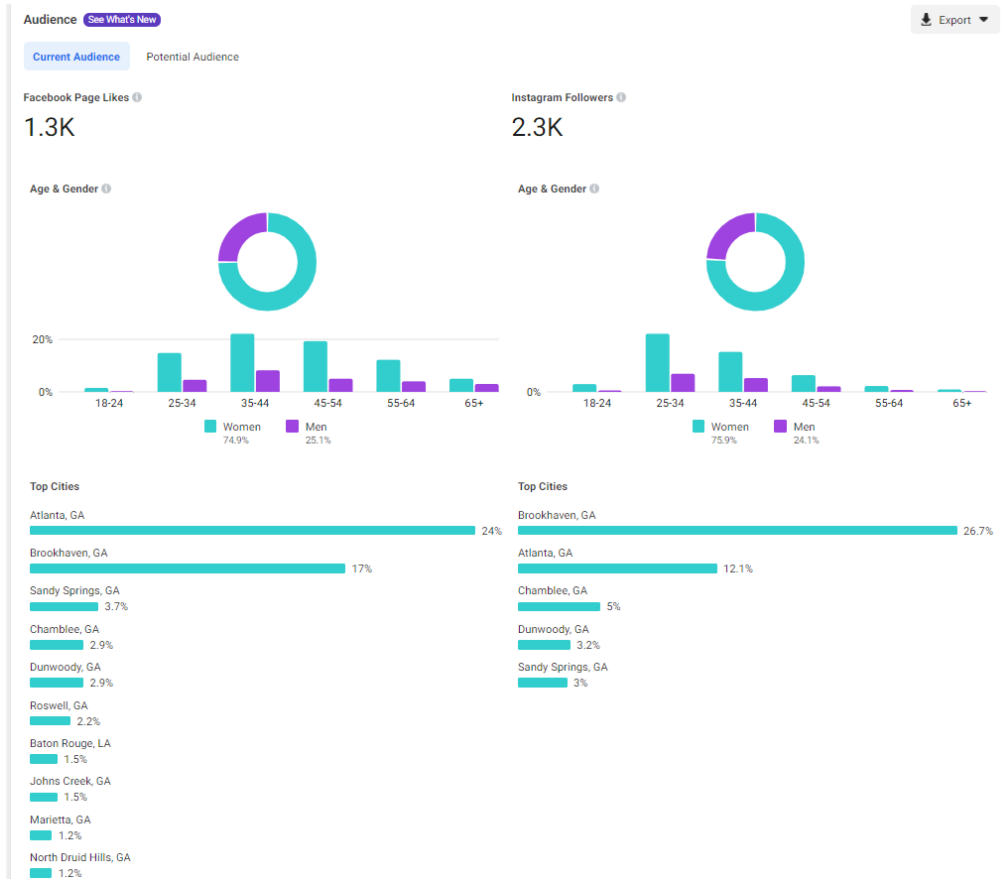 Audience See What's New
Export
Current Audience Potential Audience
Facebook Page Likes
1.3K
Age & Gender
20%
0%
18-24 25-34 35-44 45-54 55-64 65+
Women Men
74.9% 25.1%
Top Cities
Atlanta, GA
24%
Brookhaven, GA
17%
Sandy Springs, GA
3.7%
Chamblee, GA
2.9%
Dunwoody, GA
2.9%
Roswell, GA
2.2%
Baton Rouge, LA
1.5%
Johns Creek, GA
1.5%
Marietta, GA
1.2%
North Druid Hills, GA
1.2%
Instagram Followers
2.3K
Age & Gender
0%
18-24 25-34 35-44 45-54 55-64 65+
Women Men
75.9% 24.1%
Top Cities
Brookhaven, GA
26.7%
Atlanta, GA
12.1%
Chamblee, GA
5%
Dunwoody, GA
3.2%
Sandy Springs, GA
3%